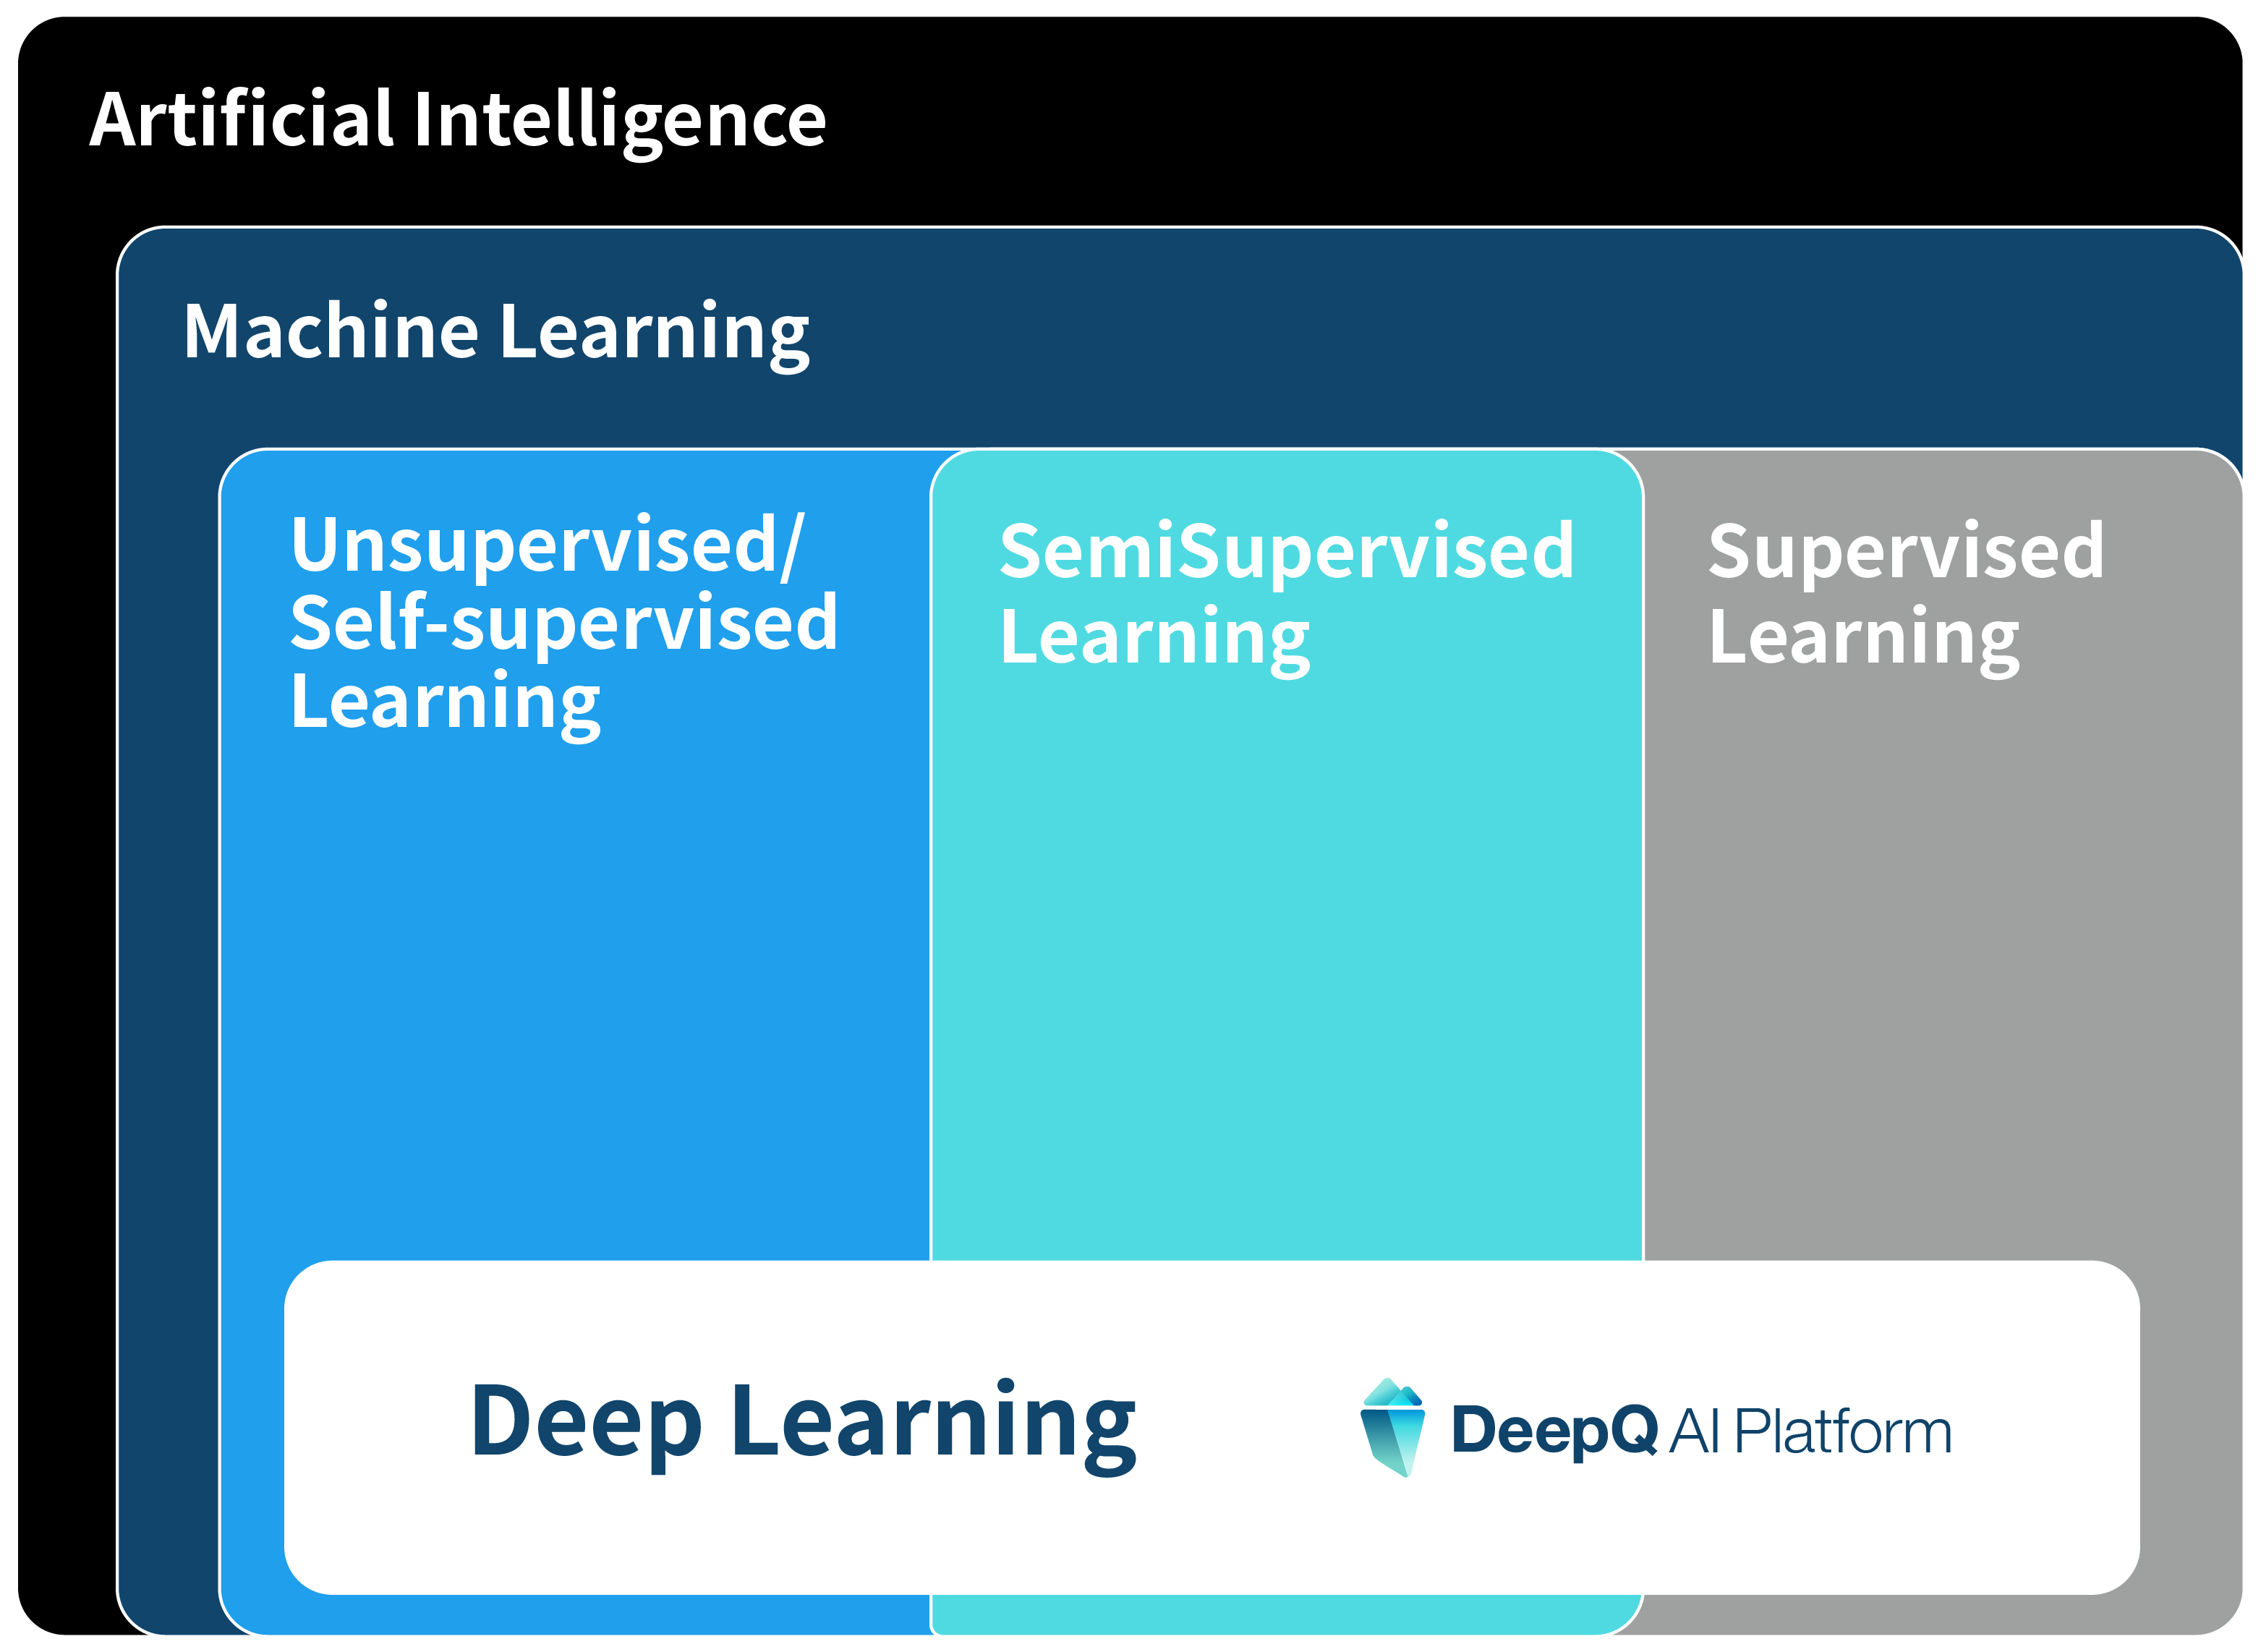 Artificial Intelligence
Machine Learning
Unsupervised/
Self-supervised
Learning
SemiSupervised
Learning
Supervised
Learning
Deep Learning
DeepQ AI Platform